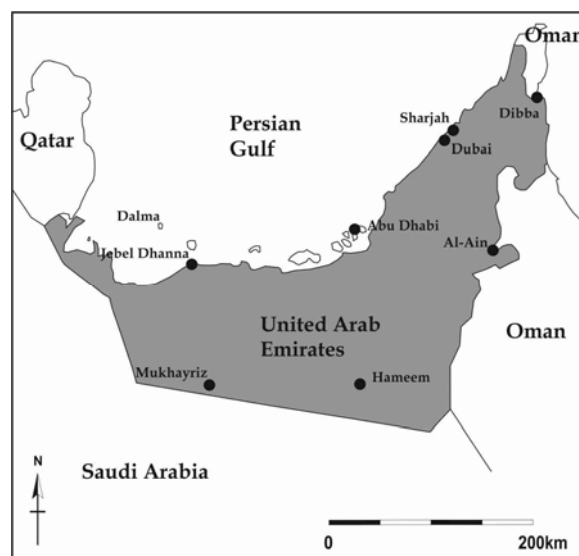 Oman
Sharjah
Dibba
Persian
Gulf
Qatar
Dubai
Dalma
Abu Dhabi
Jebel Dhanna
Al-Ain
United Arab
Emirates
Oman
Mukhayriz
Hameem
N
Saudi Arabia
0
200km